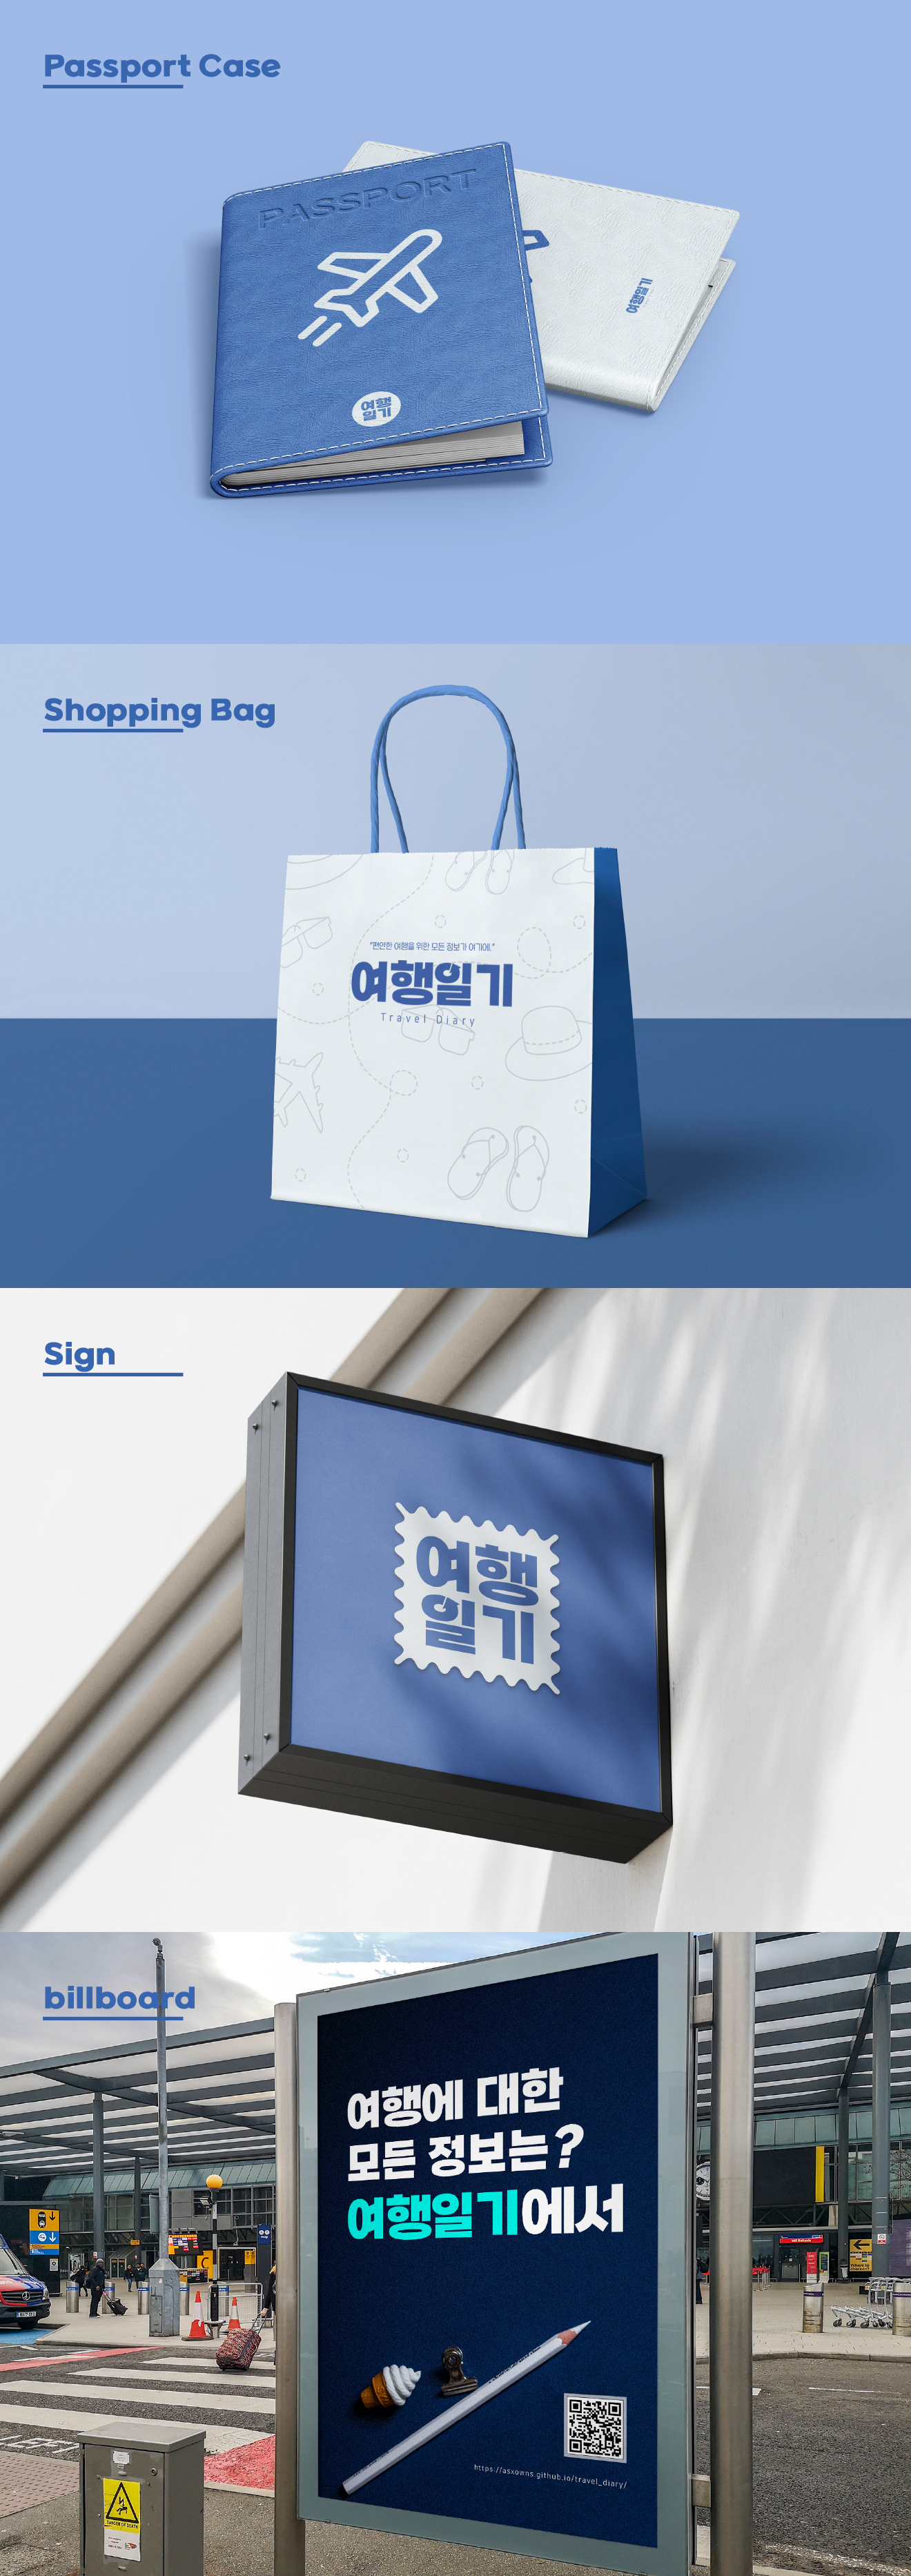 Passport Case
PASSPORT
여행
일기
여행일기
Shopping Bag
"편안한 여행을 위한 모든 정보가 여기에."
여행일기
Travel Diary
Sign
여행
일기
billboard
여행에 대한
모든 정보는?
여행일기에서
https://asxowns.github.io/travel_diary/
C
DANGER OF DEATH